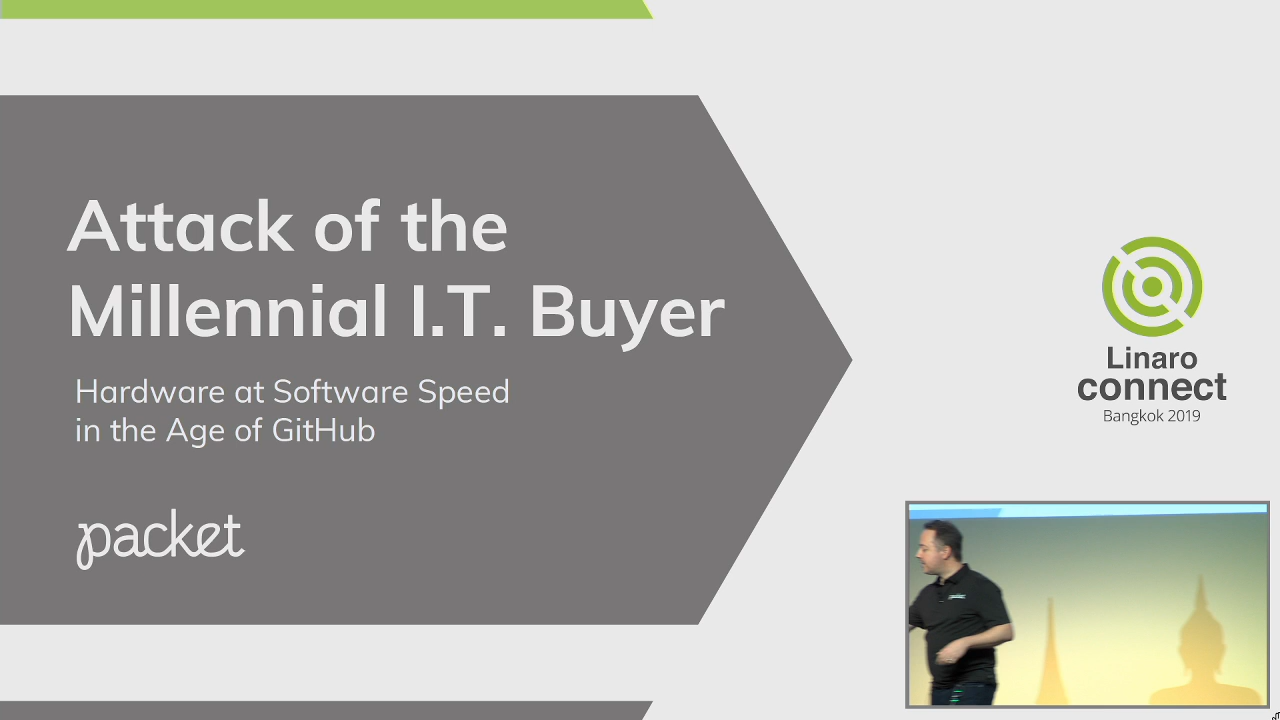 Attack of the
Millennial I.T. Buyer
Hardware at Software Speed
in the Age of GitHub
packet
Linaro
connect
Bangkok 2019